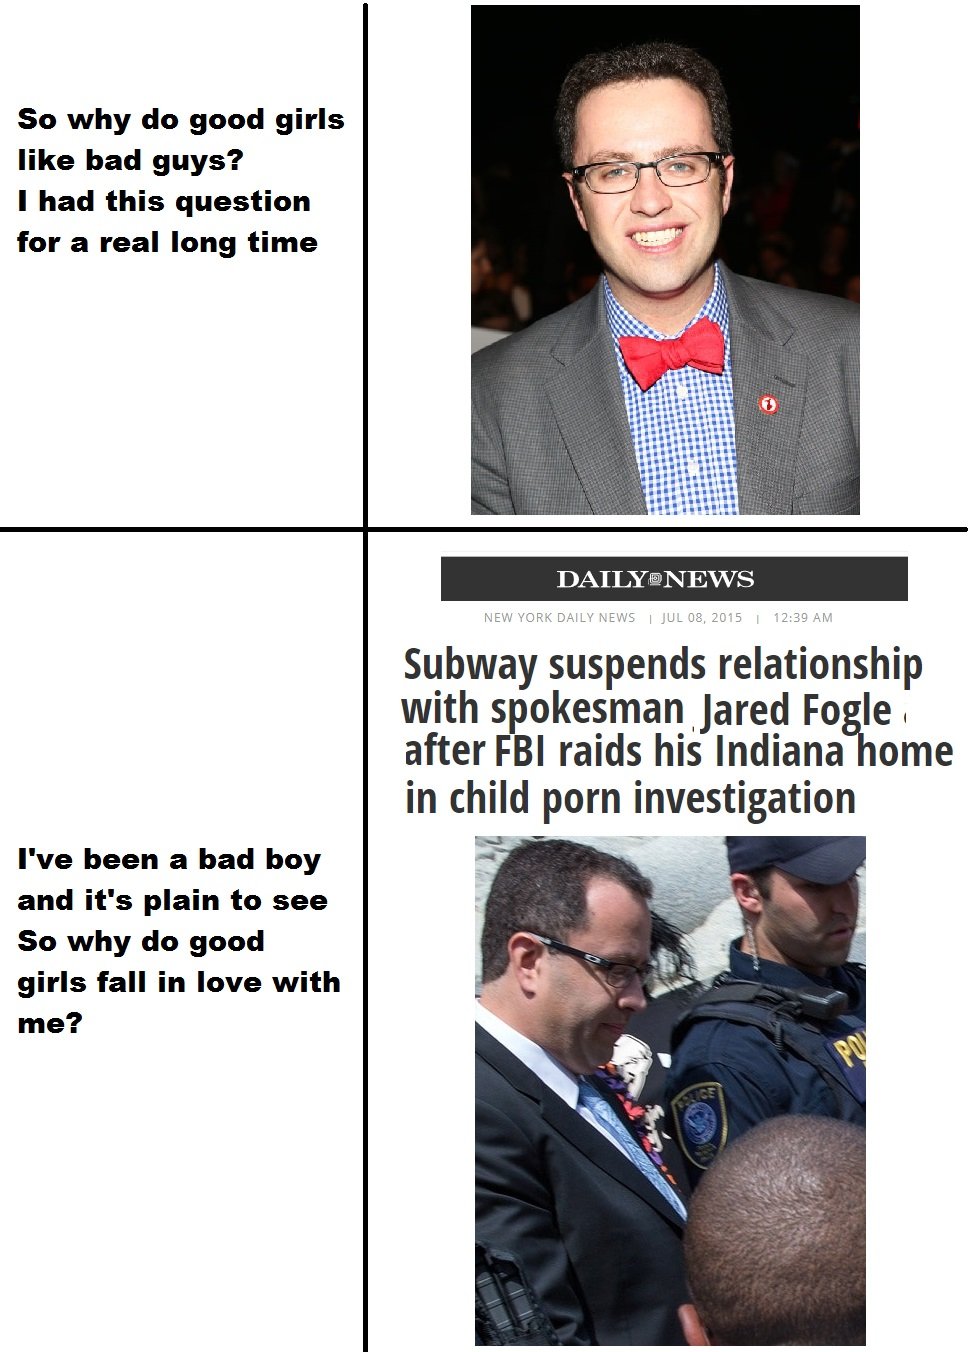 So why do good girls
like bad guys?
I had this question
for a real long time
DAILY NEWS
NEW YORK DAILY NEWS | JUL 08, 2015 | 12:39 AM
Subway suspends relationship
with spokesman Jared Fogle
after FBI raids his Indiana home
in child porn investigation
I've been a bad boy
and it's plain to see
So why do good
girls fall in love with
me?
POLICE